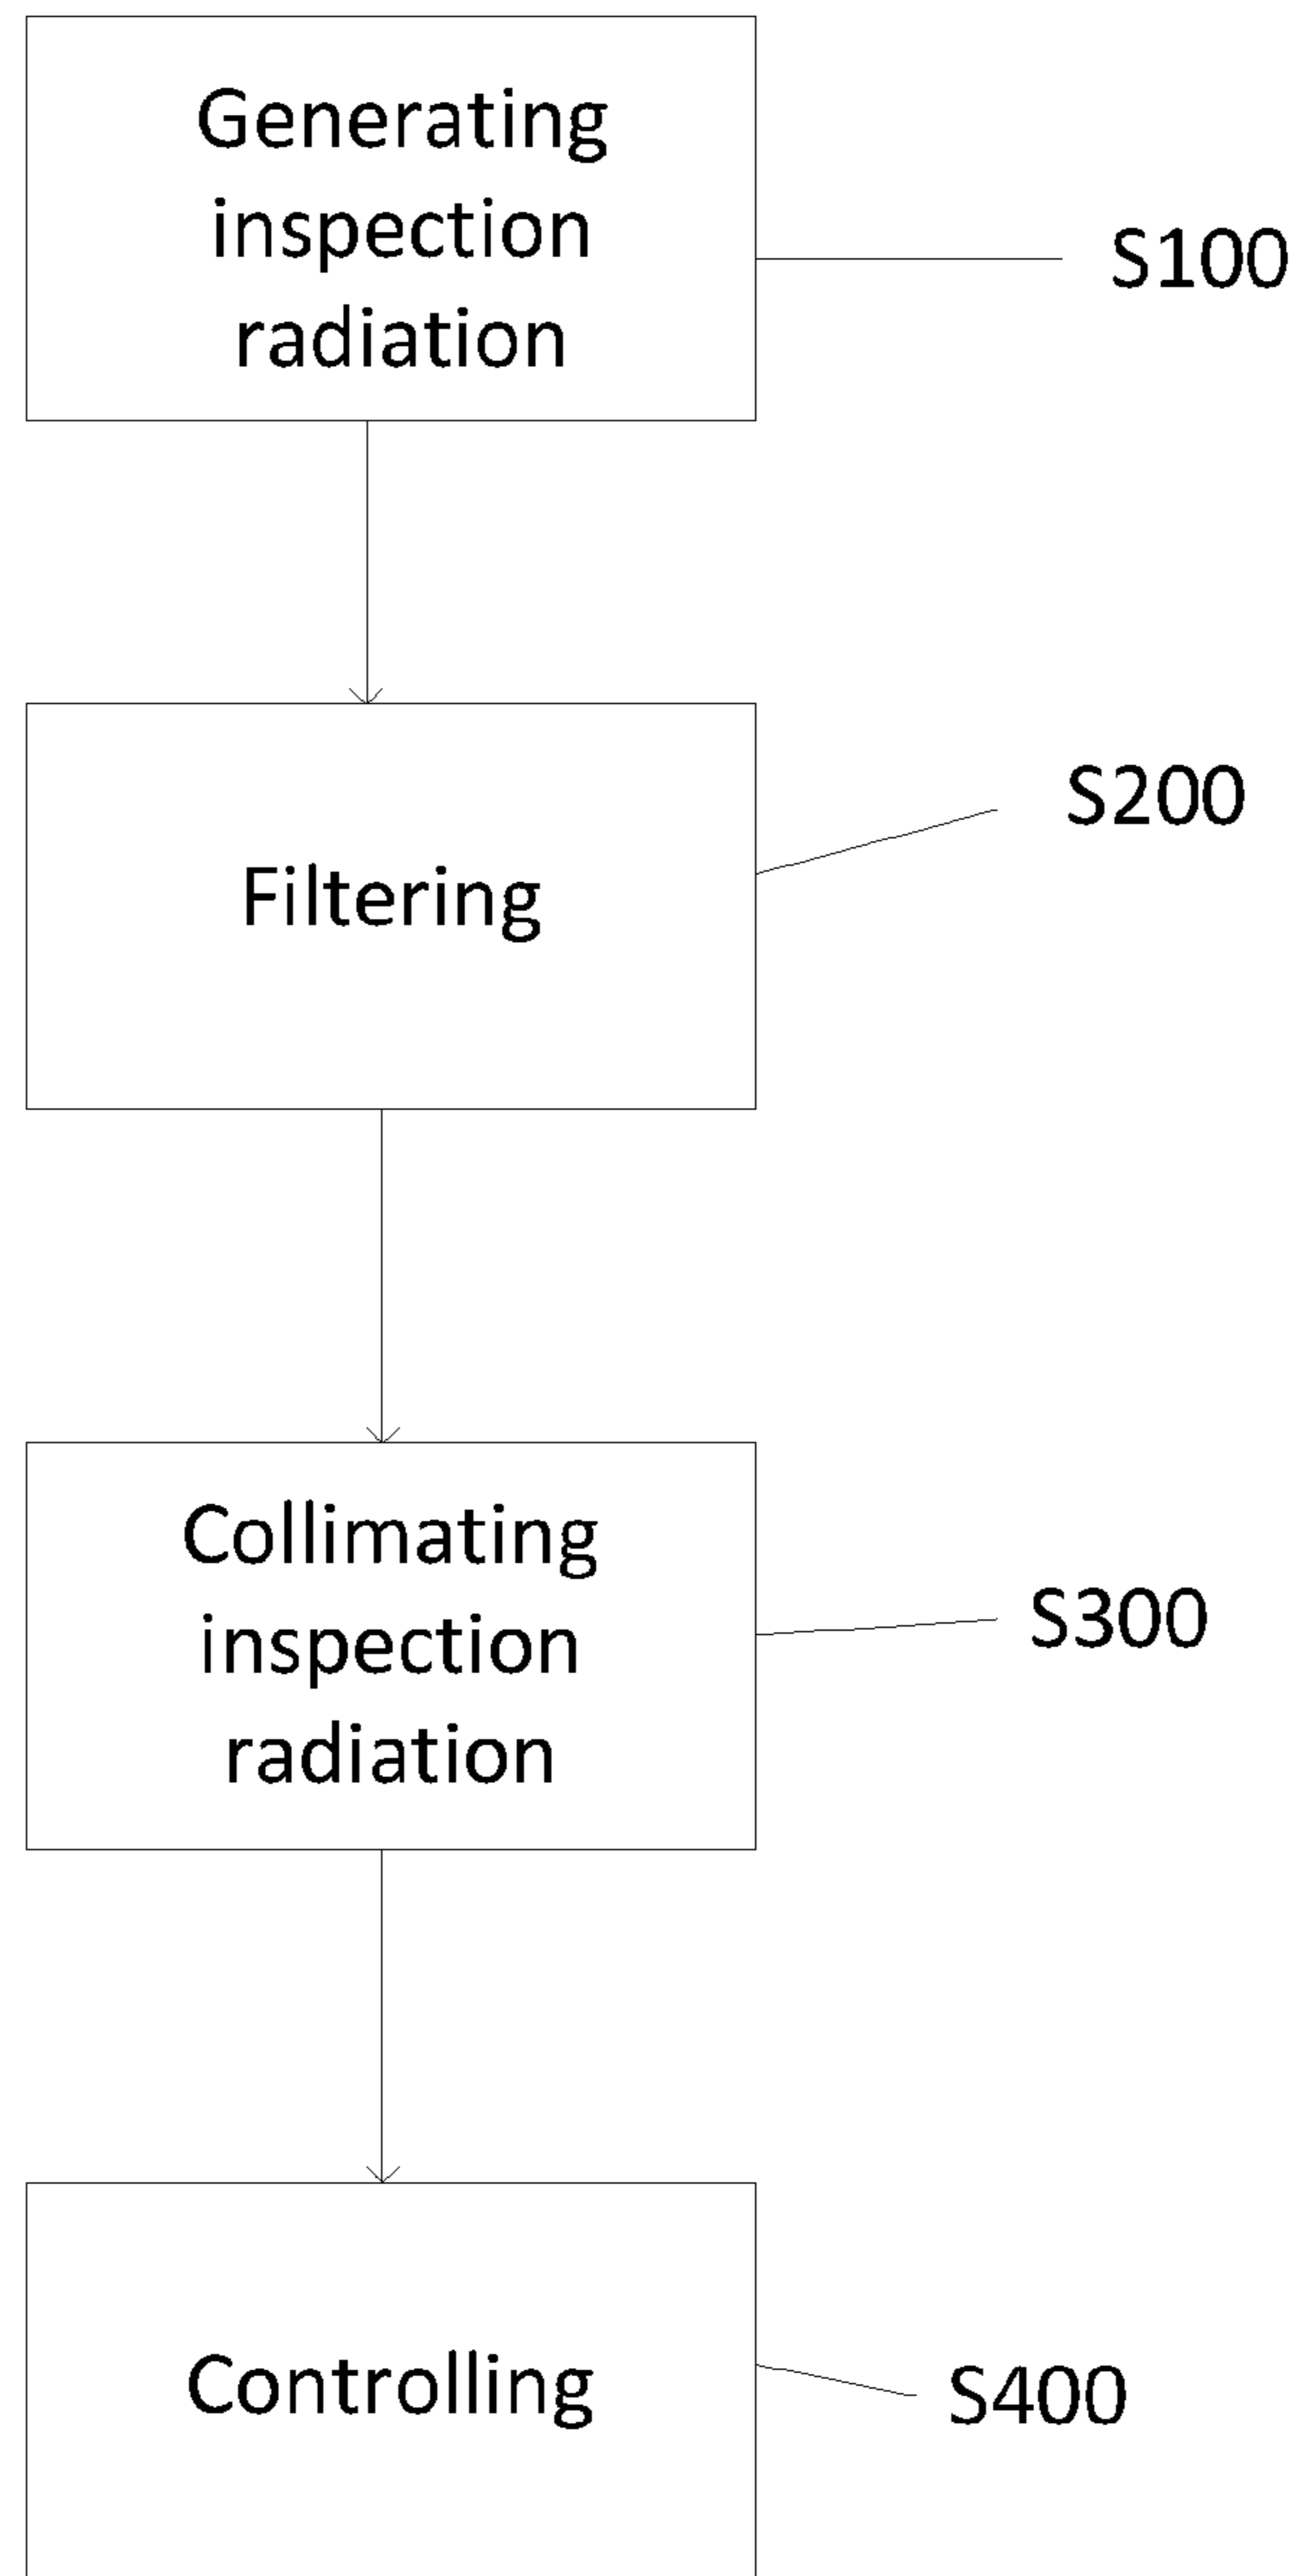 Generating
inspection
radiation
S100
Filtering
S200
Collimating
inspection
radiation
S300
Controlling
S400